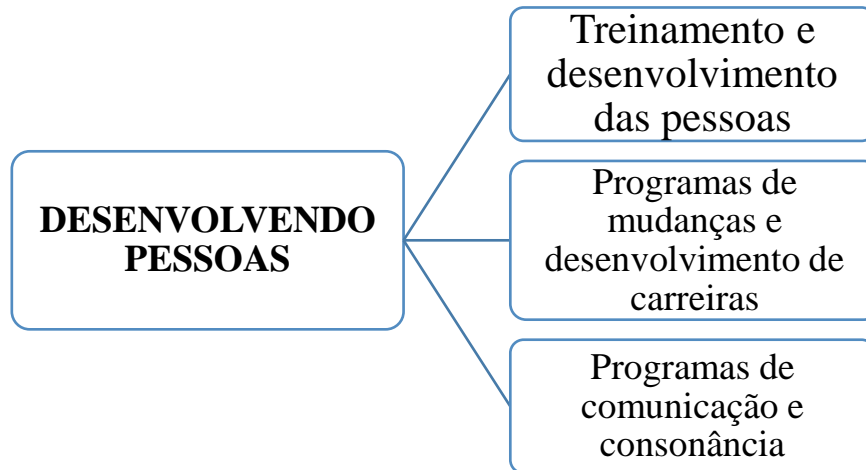 Treinamento e
desenvolvimento
das pessoas
DESENVOLVENDO
PESSOAS
Programas de
mudanças e
desenvolvimento de
carreiras
Programas de
comunicação e
consonância